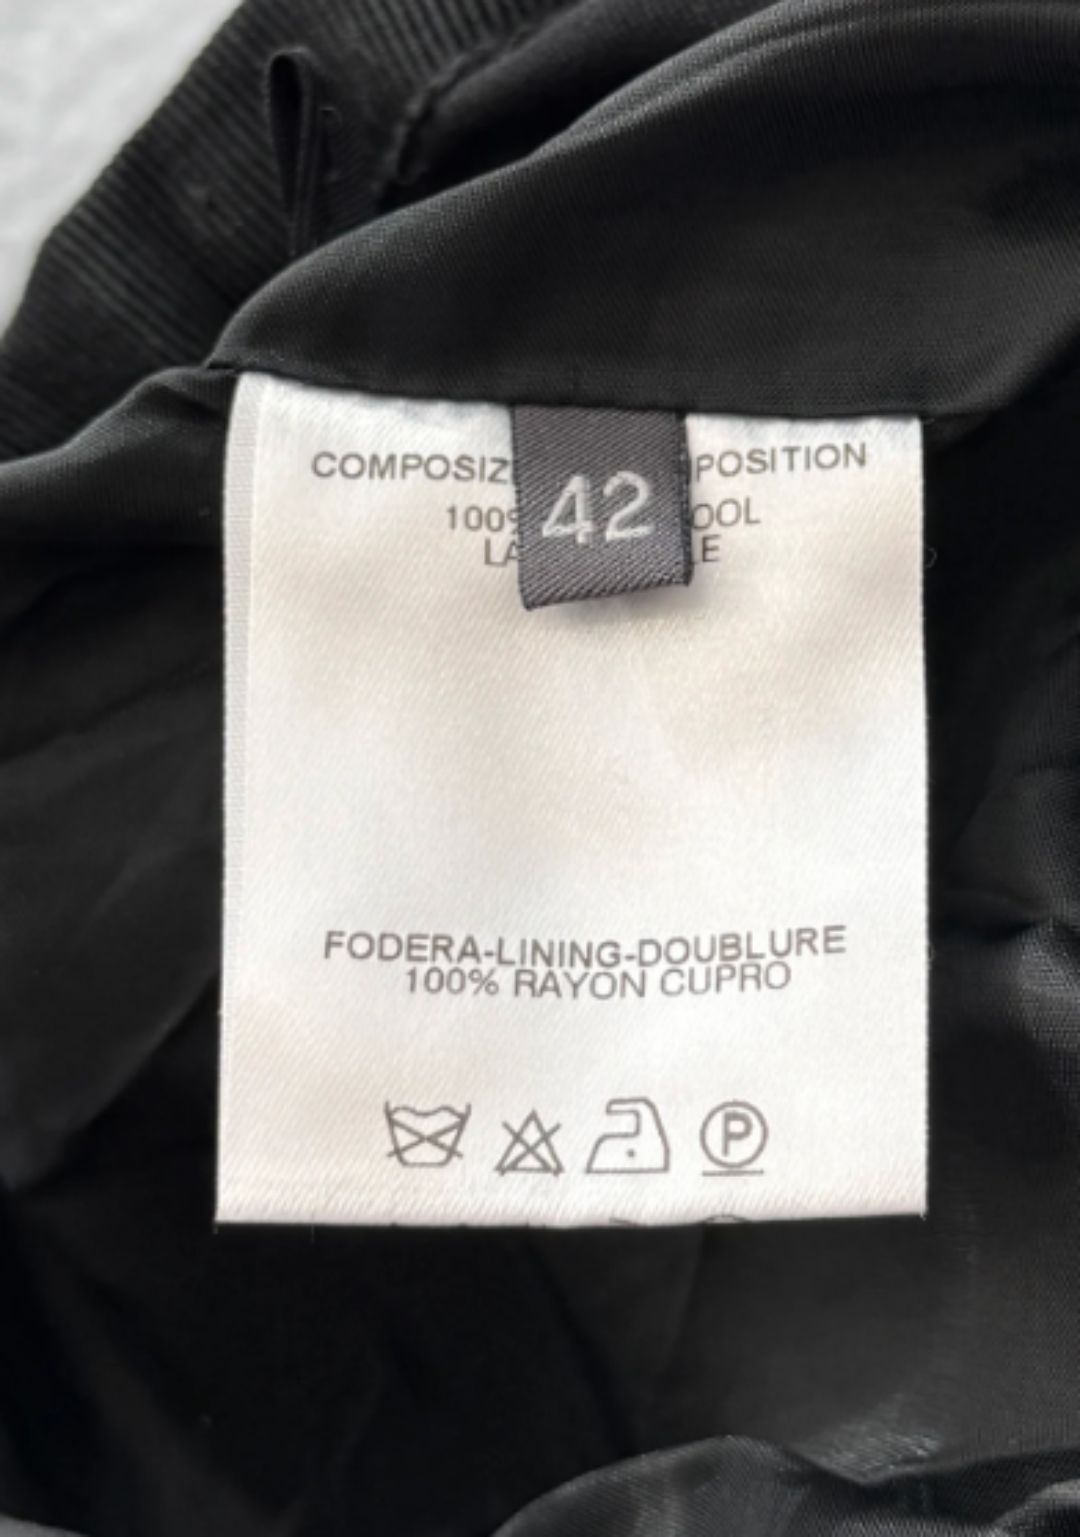 COMPOSIZ POSITION
42
100% OOL
LA E
FODERA-LINING-DOUBLURE
100% RAYON CUPRO
P